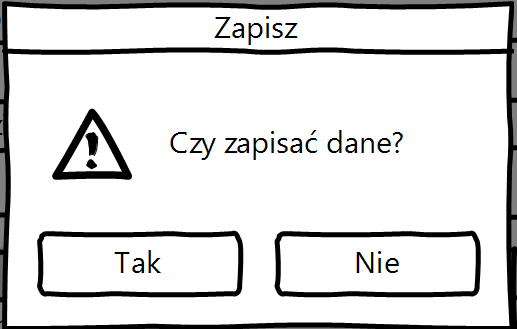 Zapisz
Czy zapisać dane?
Tak
Nie